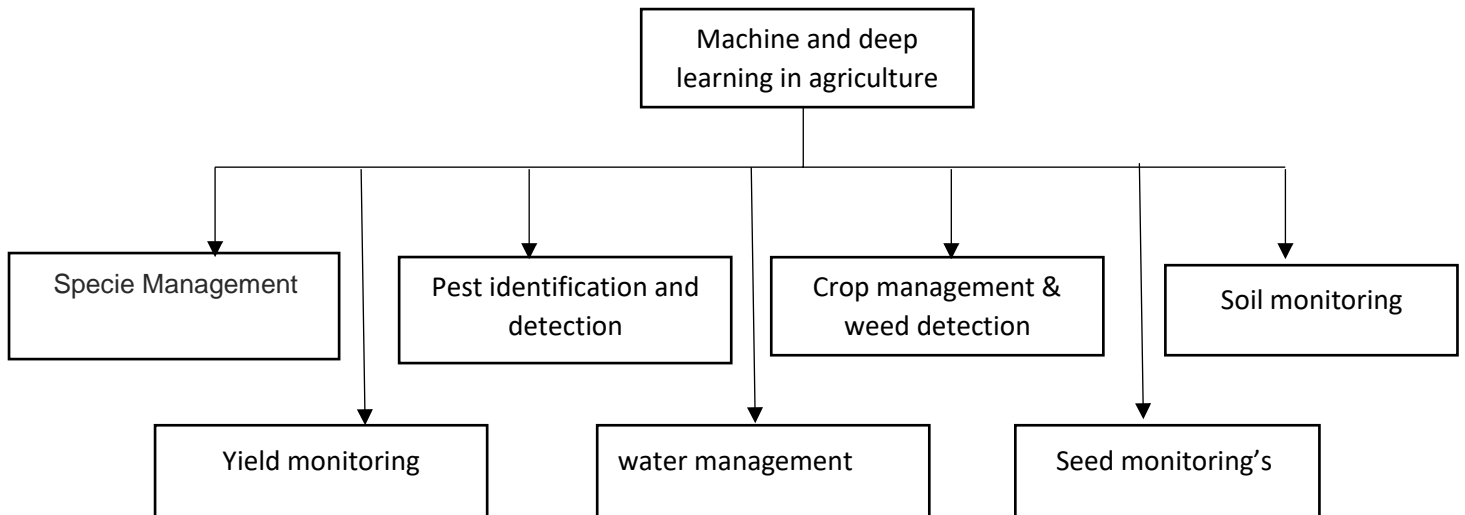 Machine and deep
learning in agriculture
Specie Management
Pest identification and
detection
Crop management &
weed detection
Soil monitoring
Yield monitoring
water management
Seed monitoring’s